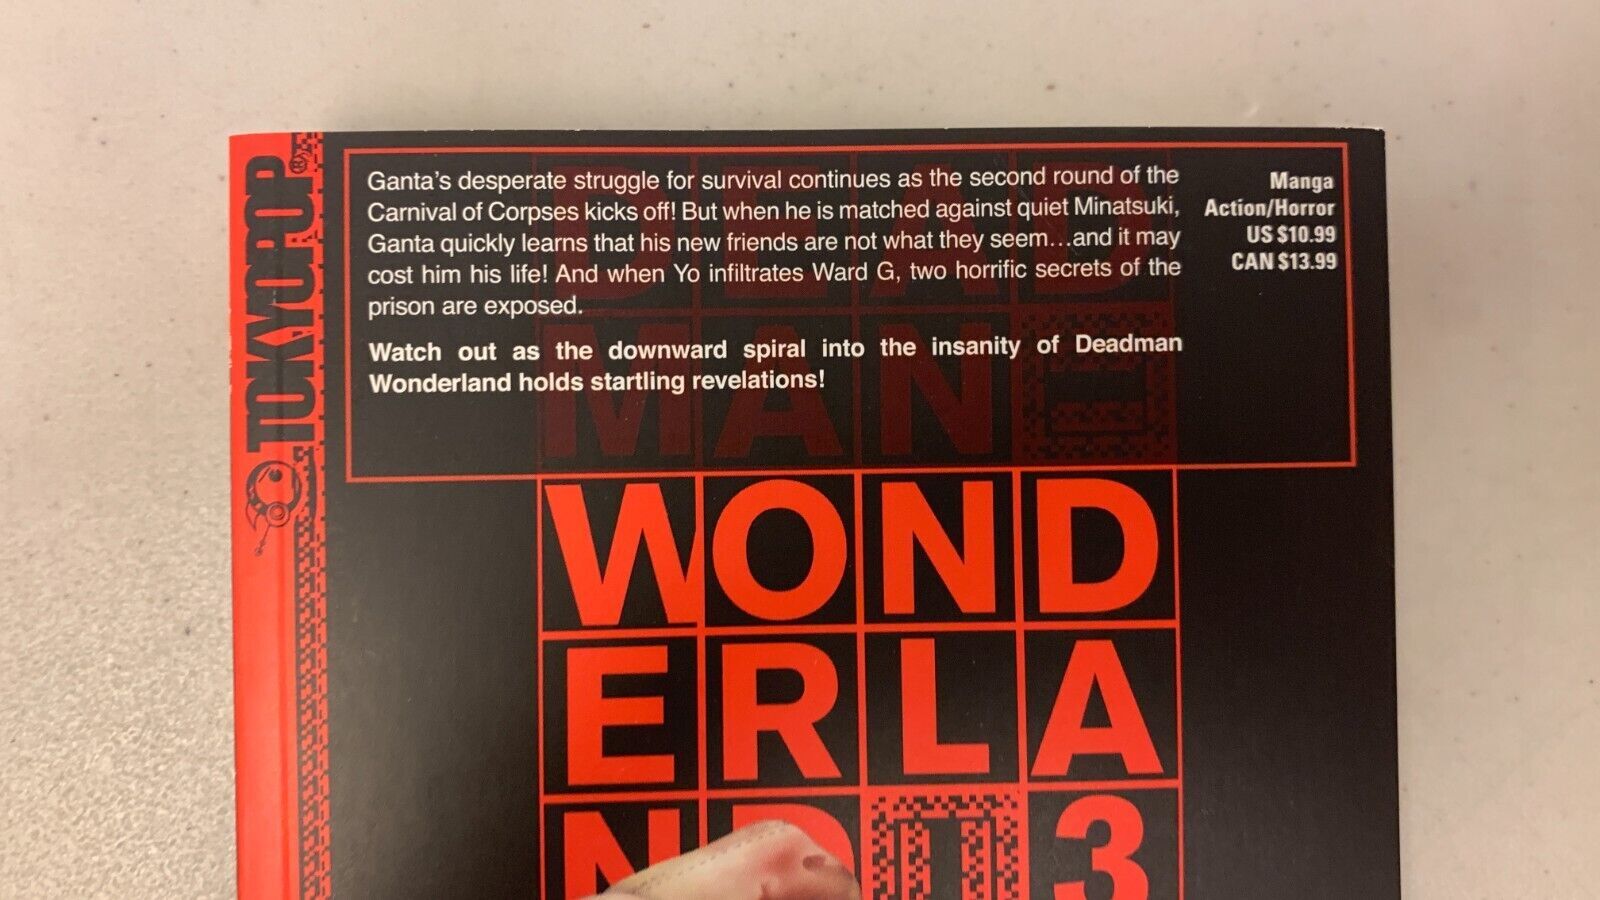 TOKYOPOP®
Ganta's desperate struggle for survival continues as the second round of the
Carnival of Corpses kicks off! But when he is matched against quiet Minatsuki,
Ganta quickly learns that his new friends are not what they seem...and it may
cost him his life! And when Yo infiltrates Ward G, two horrific secrets of the
prison are exposed.
Watch out as the downward spiral into the insanity of Deadman
Wonderland holds startling revelations!
Manga
Action/Horror
US $10.99
CAN $13.99
DEAD
MAN
WOND
ERLA
ND 3